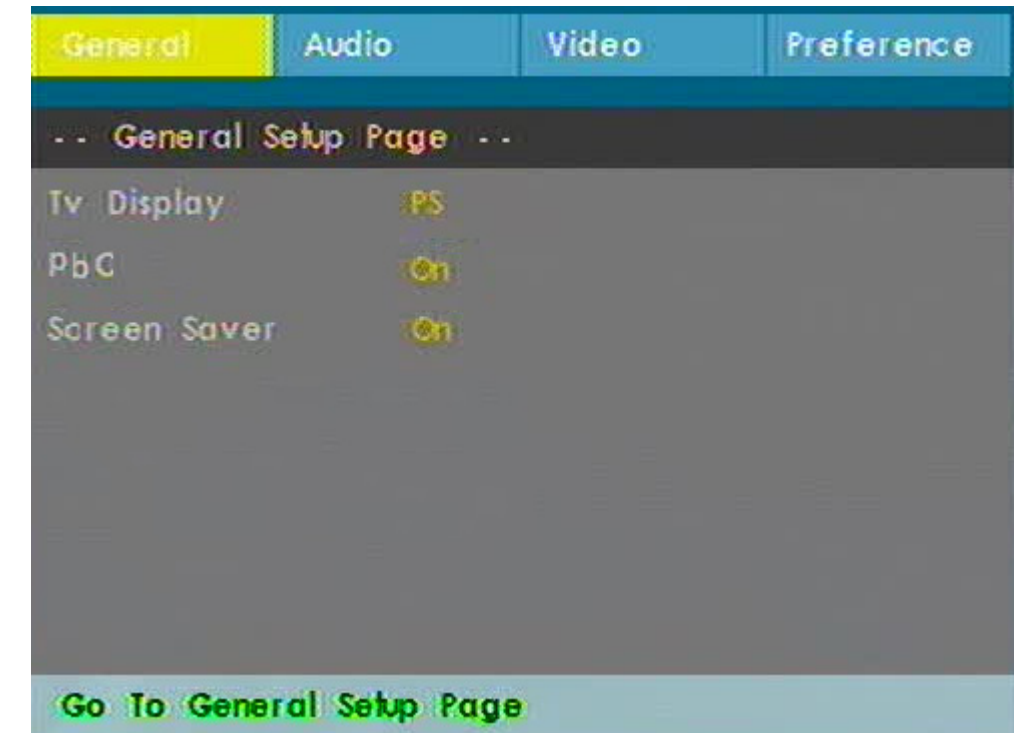 General Audio Video Preference
-- General Setup Page --
Tv Display :PS
PbC :On
Screen Saver :On
Go To General Setup Page